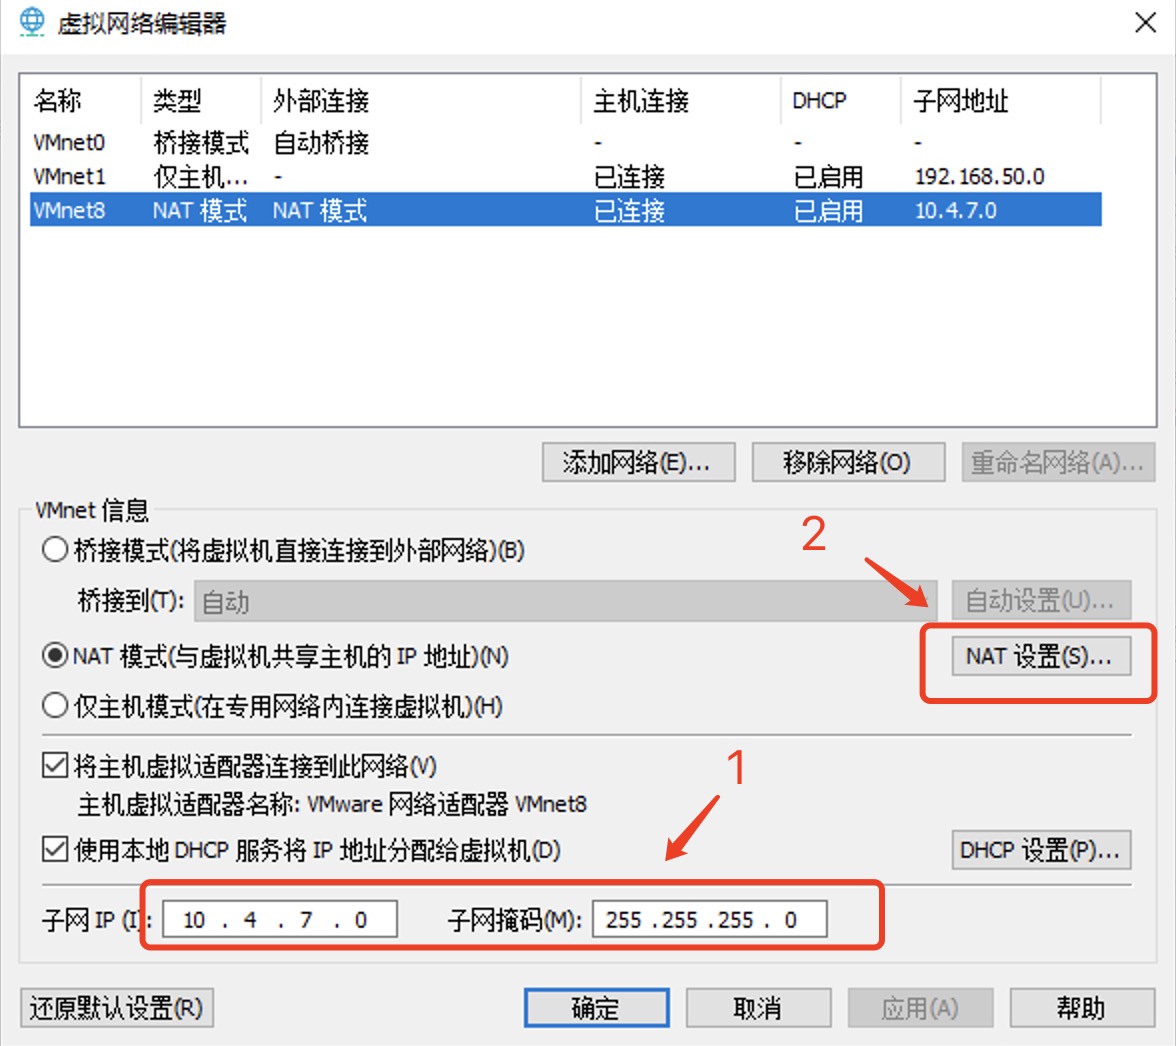 虚拟网络编辑器
名称 类型 外部连接 主机连接 DHCP 子网地址
VMnet0 桥接模式 自动桥接 - - -
VMnet1 仅主机... - 已连接 已启用 192.168.50.0
VMnet8 NAT 模式 NAT 模式 已连接 已启用 10.4.7.0
添加网络(E)... 移除网络(O) 重命名网络(A)...
VMnet 信息
2
桥接模式(将虚拟机直接连接到外部网络)(B)
桥接到(T): 自动 自动设置(U)...
NAT 模式(与虚拟机共享主机的 IP 地址)(N) NAT 设置(S)...
仅主机模式(在专用网络内连接虚拟机)(H)
1
将主机虚拟适配器连接到此网络(V)
主机虚拟适配器名称: VMware 网络适配器 VMnet8
使用本地 DHCP 服务将 IP 地址分配给虚拟机(D) DHCP 设置(P)...
子网 IP (I): 10 . 4 . 7 . 0 子网掩码(M): 255 .255 .255 . 0
还原默认设置(R) 确定 取消 应用(A) 帮助